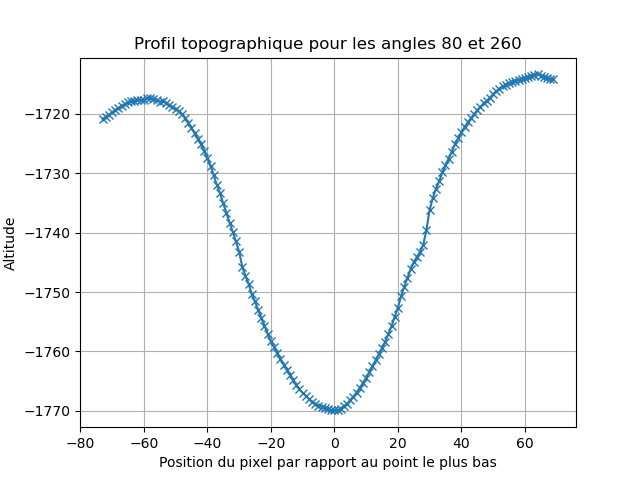 Profil topographique pour les angles 80 et 260
Altitude
−1720
−1730
−1740
−1750
−1760
−1770
−80 −60 −40 −20 0 20 40 60
Position du pixel par rapport au point le plus bas